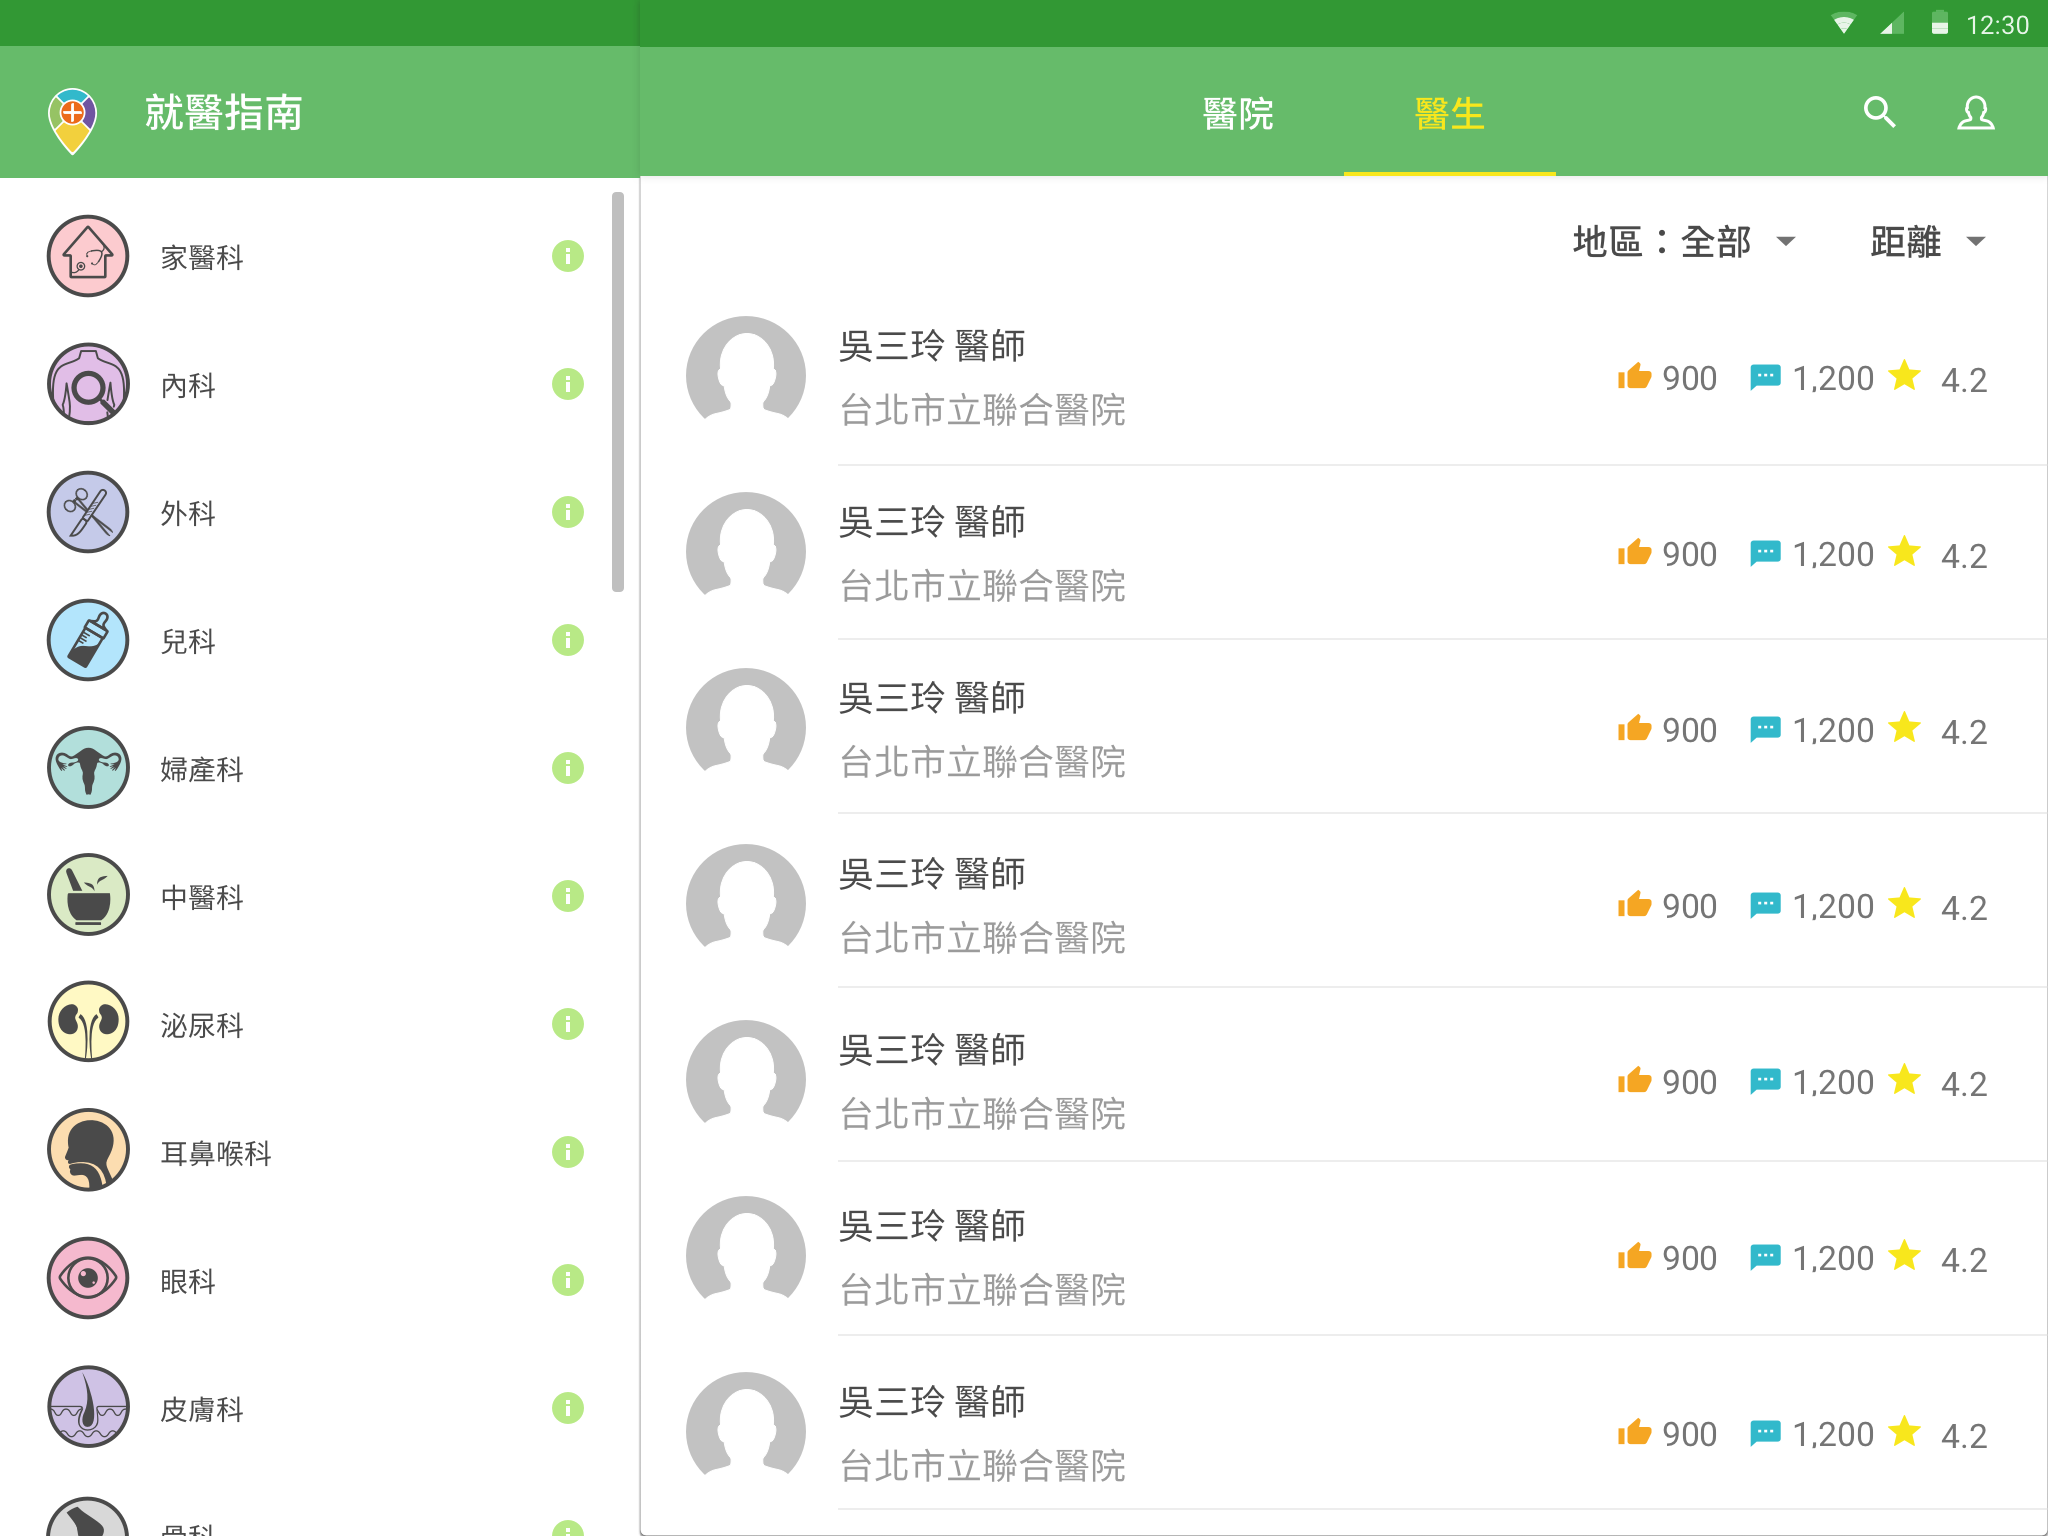 12:30
就醫指南
醫院
醫生
家醫科
內科
外科
兒科
婦產科
中醫科
泌尿科
耳鼻喉科
眼科
皮膚科
骨科
地區：全部
距離
吳三玲 醫師
台北市立聯合醫院
900 1,200 4.2
吳三玲 醫師
台北市立聯合醫院
900 1,200 4.2
吳三玲 醫師
台北市立聯合醫院
900 1,200 4.2
吳三玲 醫師
台北市立聯合醫院
900 1,200 4.2
吳三玲 醫師
台北市立聯合醫院
900 1,200 4.2
吳三玲 醫師
台北市立聯合醫院
900 1,200 4.2
吳三玲 醫師
台北市立聯合醫院
900 1,200 4.2